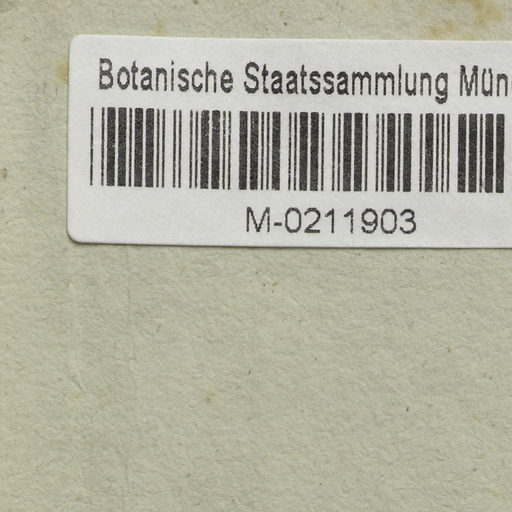 Botanische Staatssammlung Mün
M-0211903